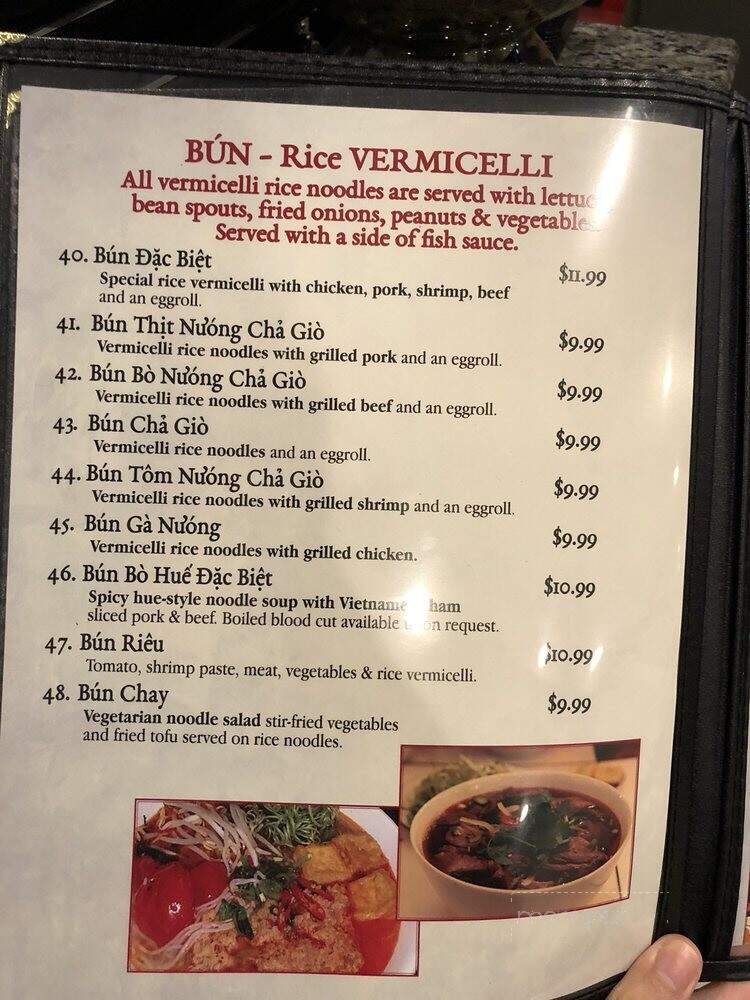 BÚN - Rice VERMICELLI
All vermicelli rice noodles are served with
bean spouts, fried onions, peanuts & vegetables
Served with a side of fish sauce.
40. Bún Đặc Biệt $11.99
Special rice vermicelli with chicken, pork, shrimp, beef
and an eggroll.
41. Bún Thịt Nướng Chả Giò $9.99
Vermicelli rice noodles with grilled pork and an eggroll.
42. Bún Bò Nướng Chả Giò $9.99
Vermicelli rice noodles with grilled beef and an eggroll.
43. Bún Chả Giò $9.99
Vermicelli rice noodles and an eggroll.
44. Bún Tôm Nướng Chả Giò $9.99
Vermicelli rice noodles with grilled shrimp and an eggroll.
45. Bún Gà Nướng $9.99
Vermicelli rice noodles with grilled chicken.
46. Bún Bò Huế Đặc Biệt $10.99
Spicy hue-style noodle soup with Vietnamese ham
sliced pork & beef. Boiled blood cut available upon request.
47. Bún Riêu $10.99
Tomato, shrimp paste, meat, vegetables & rice vermicelli.
48. Bún Chay $9.99
Vegetarian noodle salad stir-fried vegetables
and fried tofu served on rice noodles.